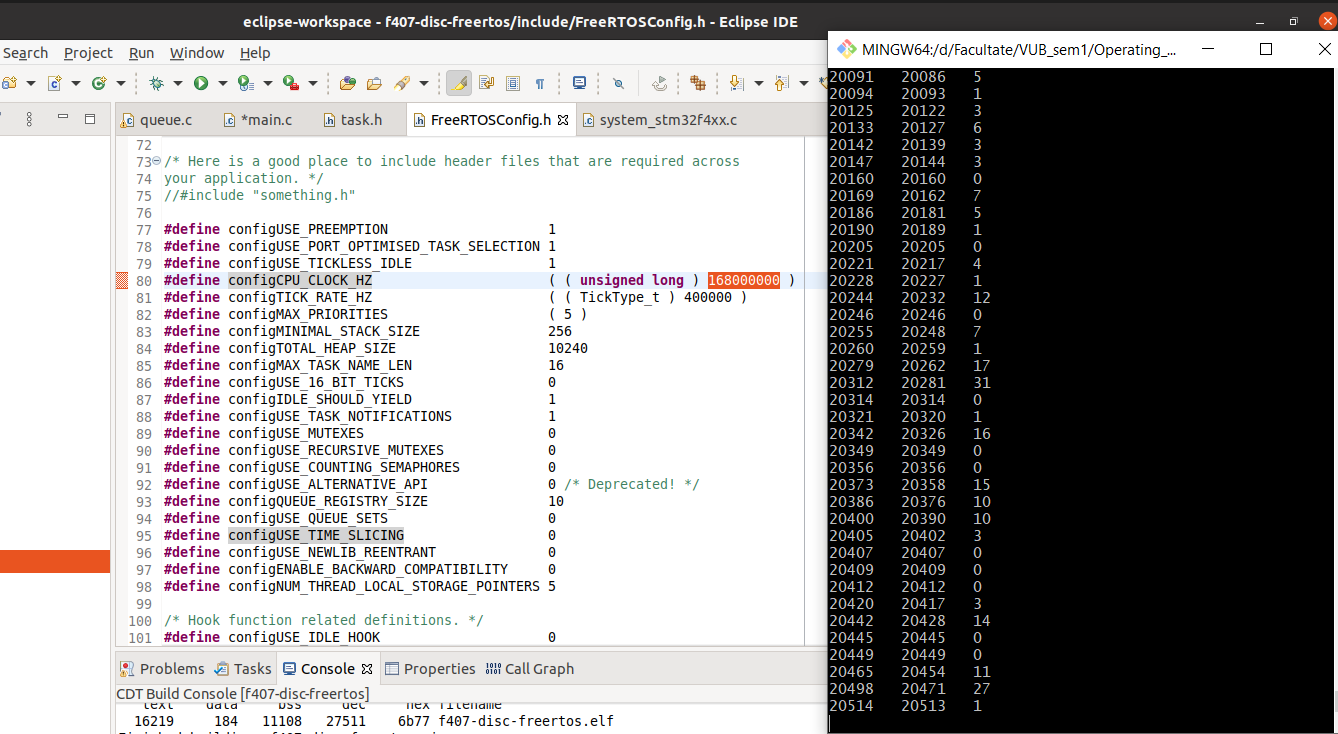 eclipse-workspace - f407-disc-freertos/include/FreeRTOSConfig.h - Eclipse IDE
Search Project Run Window Help
queue.c *main.c task.h FreeRTOSConfig.h system_stm32f4xx.c
72
73 /* Here is a good place to include header files that are required across
74 your application. */
75 //#include "something.h"
76
77 #define configUSE_PREEMPTION 1
78 #define configUSE_PORT_OPTIMISED_TASK_SELECTION 1
79 #define configUSE_TICKLESS_IDLE 1
80 #define configCPU_CLOCK_HZ ( ( unsigned long ) 168000000 )
81 #define configTICK_RATE_HZ ( ( TickType_t ) 400000 )
82 #define configMAX_PRIORITIES ( 5 )
83 #define configMINIMAL_STACK_SIZE 256
84 #define configTOTAL_HEAP_SIZE 10240
85 #define configMAX_TASK_NAME_LEN 16
86 #define configUSE_16_BIT_TICKS 0
87 #define configIDLE_SHOULD_YIELD 1
88 #define configUSE_TASK_NOTIFICATIONS 1
89 #define configUSE_MUTEXES 0
90 #define configUSE_RECURSIVE_MUTEXES 0
91 #define configUSE_COUNTING_SEMAPHORES 0
92 #define configUSE_ALTERNATIVE_API 0 /* Deprecated! */
93 #define configQUEUE_REGISTRY_SIZE 10
94 #define configUSE_QUEUE_SETS 0
95 #define configUSE_TIME_SLICING 0
96 #define configUSE_NEWLIB_REENTRANT 0
97 #define configENABLE_BACKWARD_COMPATIBILITY 0
98 #define configNUM_THREAD_LOCAL_STORAGE_POINTERS 5
99
100 /* Hook function related definitions. */
101 #define configUSE_IDLE_HOOK 0
Problems Tasks Console Properties Call Graph
CDT Build Console [f407-disc-freertos]
text data bss dec hex filename
16219 184 11108 27511 6b77 f407-disc-freertos.elf
MINGW64:/d/Facultate/VUB_sem1/Operating_...
20091 20086 5
20094 20093 1
20125 20122 3
20133 20127 6
20142 20139 3
20147 20144 3
20160 20160 0
20169 20162 7
20186 20181 5
20190 20189 1
20205 20205 0
20221 20217 4
20228 20227 1
20244 20232 12
20246 20246 0
20255 20248 7
20260 20259 1
20279 20262 17
20312 20281 31
20314 20314 0
20321 20320 1
20342 20326 16
20349 20349 0
20356 20356 0
20373 20358 15
20386 20376 10
20400 20390 10
20405 20402 3
20407 20407 0
20409 20409 0
20412 20412 0
20420 20417 3
20442 20428 14
20445 20445 0
20449 20449 0
20465 20454 11
20498 20471 27
20514 20513 1